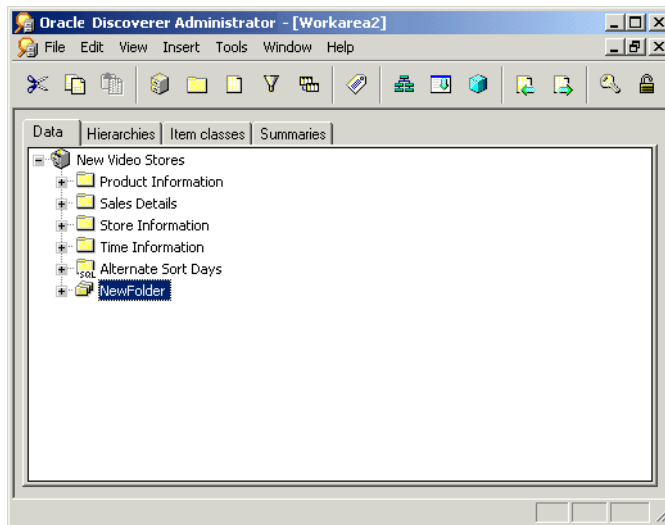 Oracle Discoverer Administrator - [Workarea2]
File Edit View Insert Tools Window Help
Data Hierarchies Item classes Summaries
New Video Stores
Product Information
Sales Details
Store Information
Time Information
SQL Alternate Sort Days
NewFolder